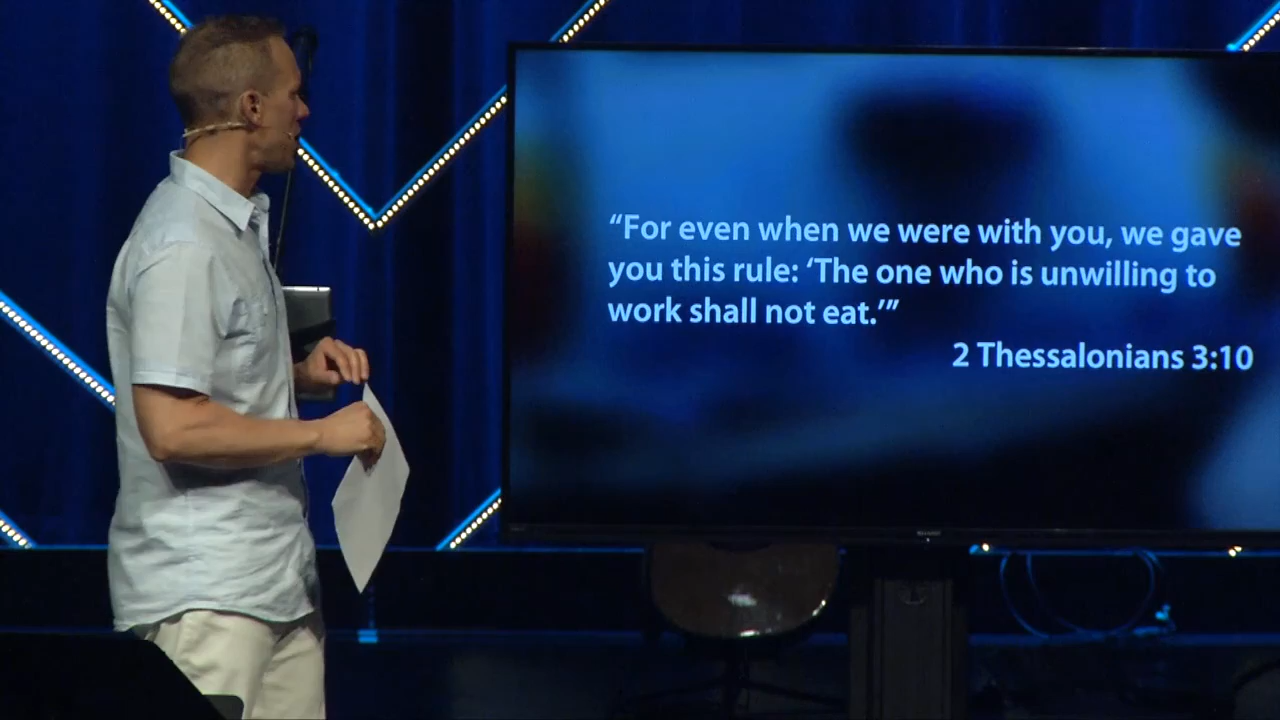 “For even when we were with you, we gave
you this rule: ‘The one who is unwilling to
work shall not eat.’”
2 Thessalonians 3:10